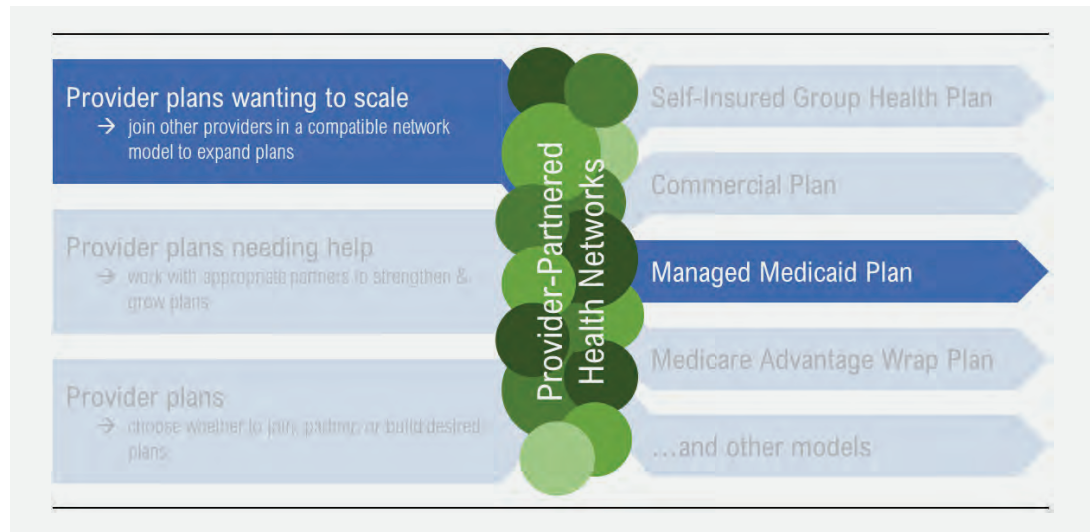 Provider plans wanting to scale
→ join other providers in a compatible network
model to expand plans
Provider plans needing help
→ work with appropriate partners to strengthen &
grow plans
Provider plans
→ choose whether to join, partner, or build desired
plans
Provider-Partnered
Health Networks
Self-Insured Group Health Plan
Commercial Plan
Managed Medicaid Plan
Medicare Advantage Wrap Plan
…and other models